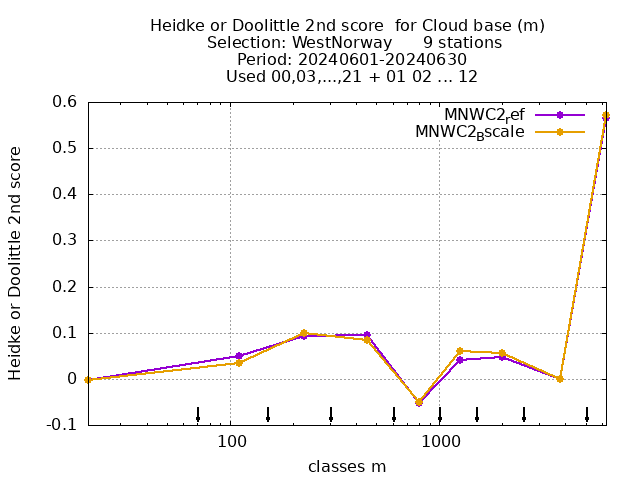 Heidke or Doolittle 2nd score  for Cloud base (m)
Selection: WestNorway      9 stations
Period: 20240601-20240630
Used 00,03,...,21 + 01 02 ... 12
MNWC2ref
MNWC2Bscale
0.6
0.5
0.4
0.3
0.2
0.1
0
-0.1
Heidke or Doolittle 2nd score
100
1000
classes m